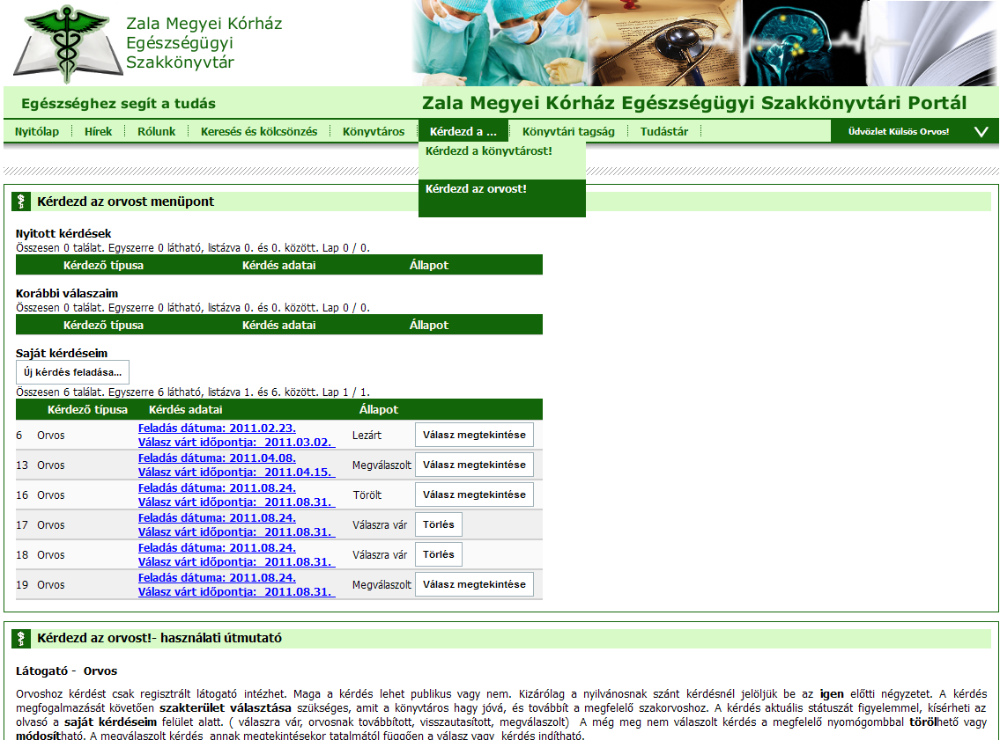 Zala Megyei Kórház
Egészségügyi
Szakkönyvtár
Egészséghez segít a tudás
Zala Megyei Kórház Egészségügyi Szakkönyvtári Portál
Nyitólap Hírek Rólunk Keresés és kölcsönzés Könyvtáros Kérdezd a ... Könyvtári tagság Tudástár Üdvözlet Külsös Orvos!
Kérdezd a könyvtárost!
Kérdezd az orvost!
Kérdezd az orvost menüpont
Nyitott kérdések
Összesen 0 találat. Egyszerre 0 látható, listázva 0. és 0. között. Lap 0 / 0.
Kérdező típusa Kérdés adatai Állapot
Korábbi válaszaim
Összesen 0 találat. Egyszerre 0 látható, listázva 0. és 0. között. Lap 0 / 0.
Kérdező típusa Kérdés adatai Állapot
Saját kérdéseim
Új kérdés feladása...
Összesen 6 találat. Egyszerre 6 látható, listázva 1. és 6. között. Lap 1 / 1.
Kérdező típusa Kérdés adatai Állapot
6 Orvos Feladás dátuma: 2011.02.23. Lezárt Válasz megtekintése
Válasz várt időpontja: 2011.03.02.
13 Orvos Feladás dátuma: 2011.04.08. Megválaszolt Válasz megtekintése
Válasz várt időpontja: 2011.04.15.
16 Orvos Feladás dátuma: 2011.08.24. Törölt Válasz megtekintése
Válasz várt időpontja: 2011.08.31.
17 Orvos Feladás dátuma: 2011.08.24. Válaszra vár Törlés
Válasz várt időpontja: 2011.08.31.
18 Orvos Feladás dátuma: 2011.08.24. Válaszra vár Törlés
Válasz várt időpontja: 2011.08.31.
19 Orvos Feladás dátuma: 2011.08.24. Megválaszolt Válasz megtekintése
Válasz várt időpontja: 2011.08.31.
Kérdezd az orvost!- használati útmutató
Látogató - Orvos
Orvoshoz kérdést csak regisztrált látogató intézhet. Maga a kérdés lehet publikus vagy nem. Kizárólag a nyilvánosnak szánt kérdésnél jelöljük be az igen előtti négyzetet. A kérdés
megfogalmazását követően szakterület választása szükséges, amit a könyvtáros hagy jóvá, és továbbít a megfelelő szakorvoshoz. A kérdés aktuális státuszát figyelemmel, kísérheti az
olvasó a saját kérdéseim felület alatt. ( válaszra vár, orvosnak továbbított, visszautasított, megválaszolt) A még meg nem válaszolt kérdés a megfelelő nyomógombbal törölhető vagy
módosítható. A megválaszolt kérdés annak megtekintésekor tatalmától függően a válasz vagy kérdés indítható.